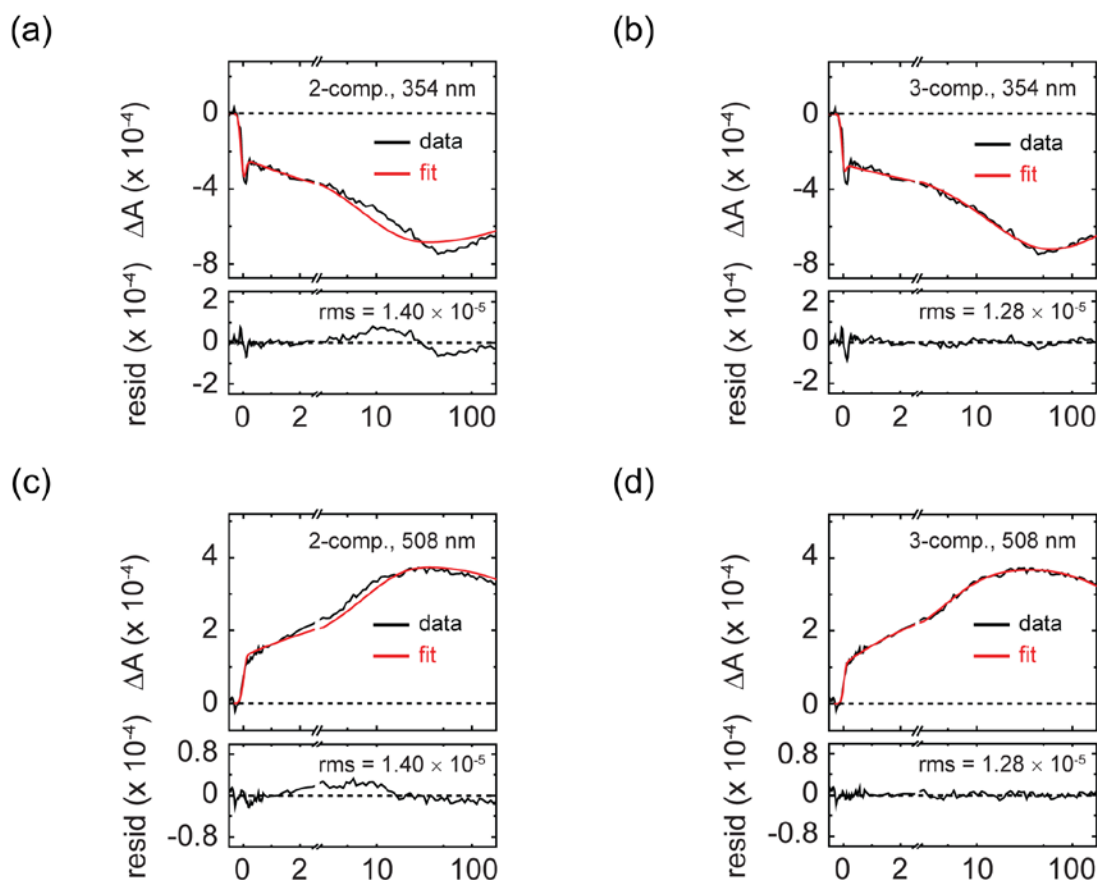 (a)
2-comp., 354 nm
data
fit
ΔA (x 10⁻⁴)
0
-4
-8
rms = 1.40 × 10⁻⁵
resid (x 10⁻⁴)
2
0
-2
0 2 10 100
(b)
3-comp., 354 nm
data
fit
ΔA (x 10⁻⁴)
0
-4
-8
rms = 1.28 × 10⁻⁵
resid (x 10⁻⁴)
2
0
-2
0 2 10 100
(c)
2-comp., 508 nm
data
fit
ΔA (x 10⁻⁴)
4
2
0
rms = 1.40 × 10⁻⁵
resid (x 10⁻⁴)
0.8
0
-0.8
0 2 10 100
(d)
3-comp., 508 nm
data
fit
ΔA (x 10⁻⁴)
4
2
0
rms = 1.28 × 10⁻⁵
resid (x 10⁻⁴)
0.8
0
-0.8
0 2 10 100